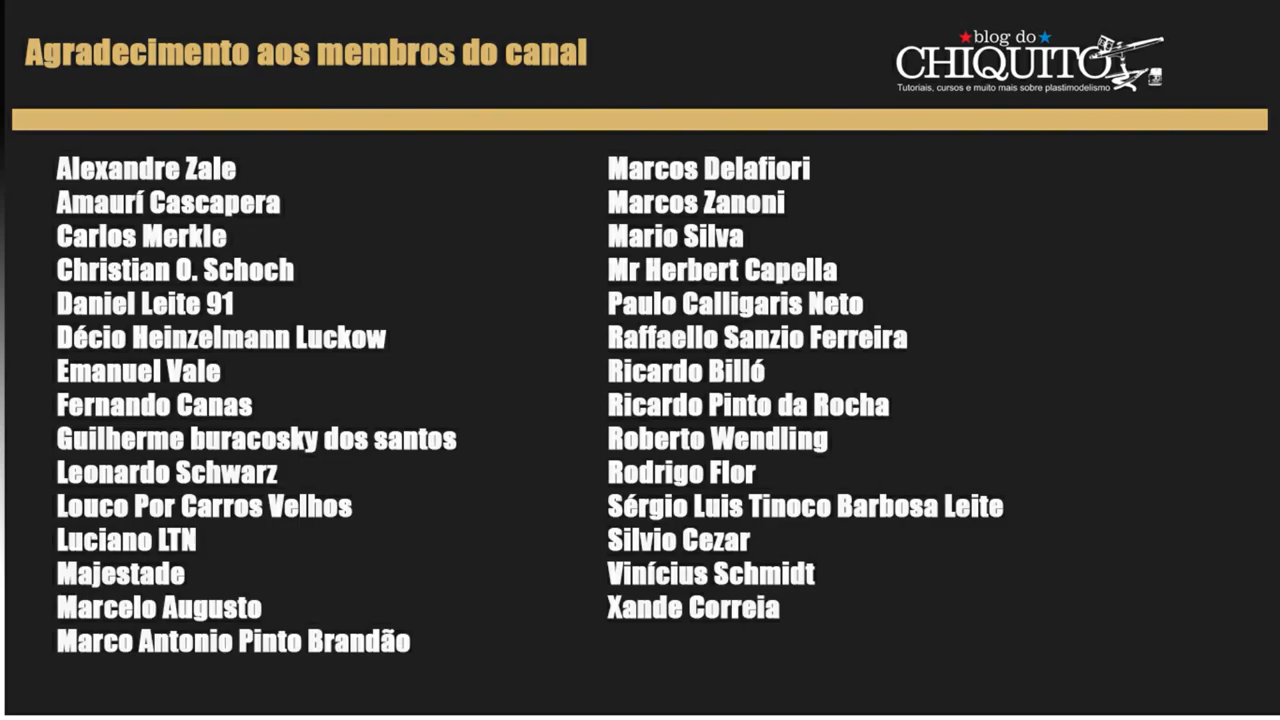 Agradecimento aos membros do canal
blog do
CHIQUITO
Tutoriais, cursos e muito mais sobre plastimodelismo
Alexandre Zale
Amaurí Cascapera
Carlos Merkle
Christian O. Schoch
Daniel Leite 91
Décio Heinzelmann Luckow
Emanuel Vale
Fernando Canas
Guilherme buracosky dos santos
Leonardo Schwarz
Louco Por Carros Velhos
Luciano LTN
Majestade
Marcelo Augusto
Marco Antonio Pinto Brandão
Marcos Delafiori
Marcos Zanoni
Mario Silva
Mr Herbert Capella
Paulo Calligaris Neto
Raffaello Sanzio Ferreira
Ricardo Billó
Ricardo Pinto da Rocha
Roberto Wendling
Rodrigo Flor
Sérgio Luis Tinoco Barbosa Leite
Silvio Cezar
Vinícius Schmidt
Xande Correia